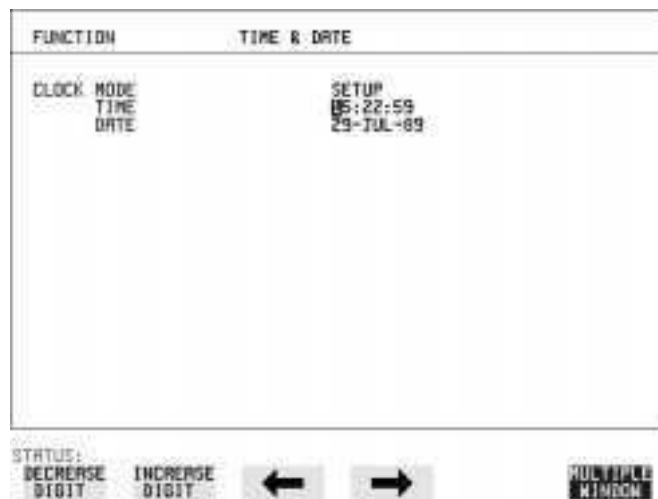 FUNCTION TIME & DATE
CLOCK MODE SETUP
TIME 15:22:59
DATE 29-JUL-89
STATUS:
DECREASE DIGIT
INCREASE DIGIT
MULTIPLE WINDOW